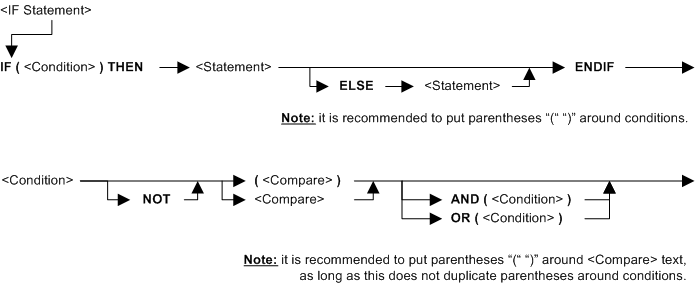 <IF Statement>
IF ( <Condition> ) THEN <Statement> ENDIF
ELSE <Statement>
Note: it is recommended to put parentheses “(“ “)” around conditions.
<Condition> ( <Compare> )
NOT <Compare> AND ( <Condition> )
OR ( <Condition> )
Note: it is recommended to put parentheses “(“ “)” around <Compare> text,
as long as this does not duplicate parentheses around conditions.